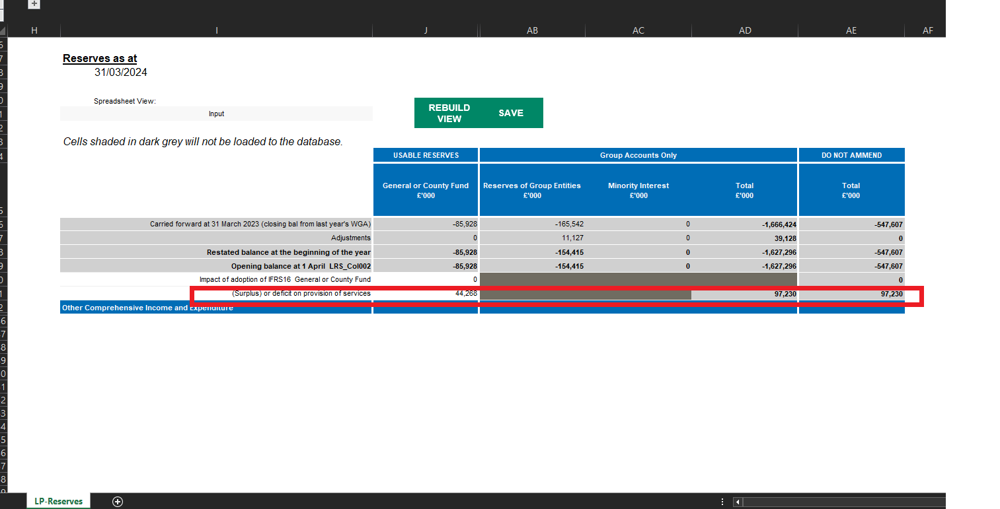 +
H I J AB AC AD AE AF
Reserves as at
31/03/2024
Spreadsheet View:
Input
REBUILD
VIEW
SAVE
Cells shaded in dark grey will not be loaded to the database.
USABLE RESERVES Group Accounts Only DO NOT AMMEND
General or County Fund Reserves of Group Entities Minority Interest Total Total
£'000 £'000 £'000 £'000 £'000
Carried forward at 31 March 2023 (closing bal from last year's WGA) -85,928 -165,542 0 -1,666,424 -547,607
Adjustments 0 11,127 0 39,128 0
Restated balance at the beginning of the year -85,928 -154,415 0 -1,627,296 -547,607
Opening balance at 1 April LRS_Col002 -85,928 -154,415 0 -1,627,296 -547,607
Impact of adoption of IFRS16 General or County Fund 0 0
(Surplus) or deficit on provision of services 44,268 97,230 97,230
Other Comprehensive Income and Expenditure
LP-Reserves